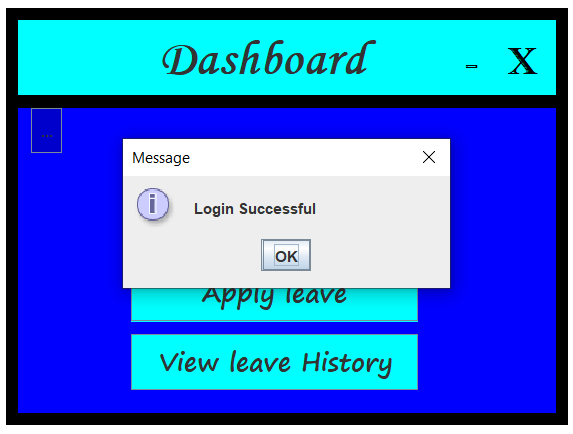 Dashboard - X
...
Message
Login Successful
OK
Apply leave
View leave History